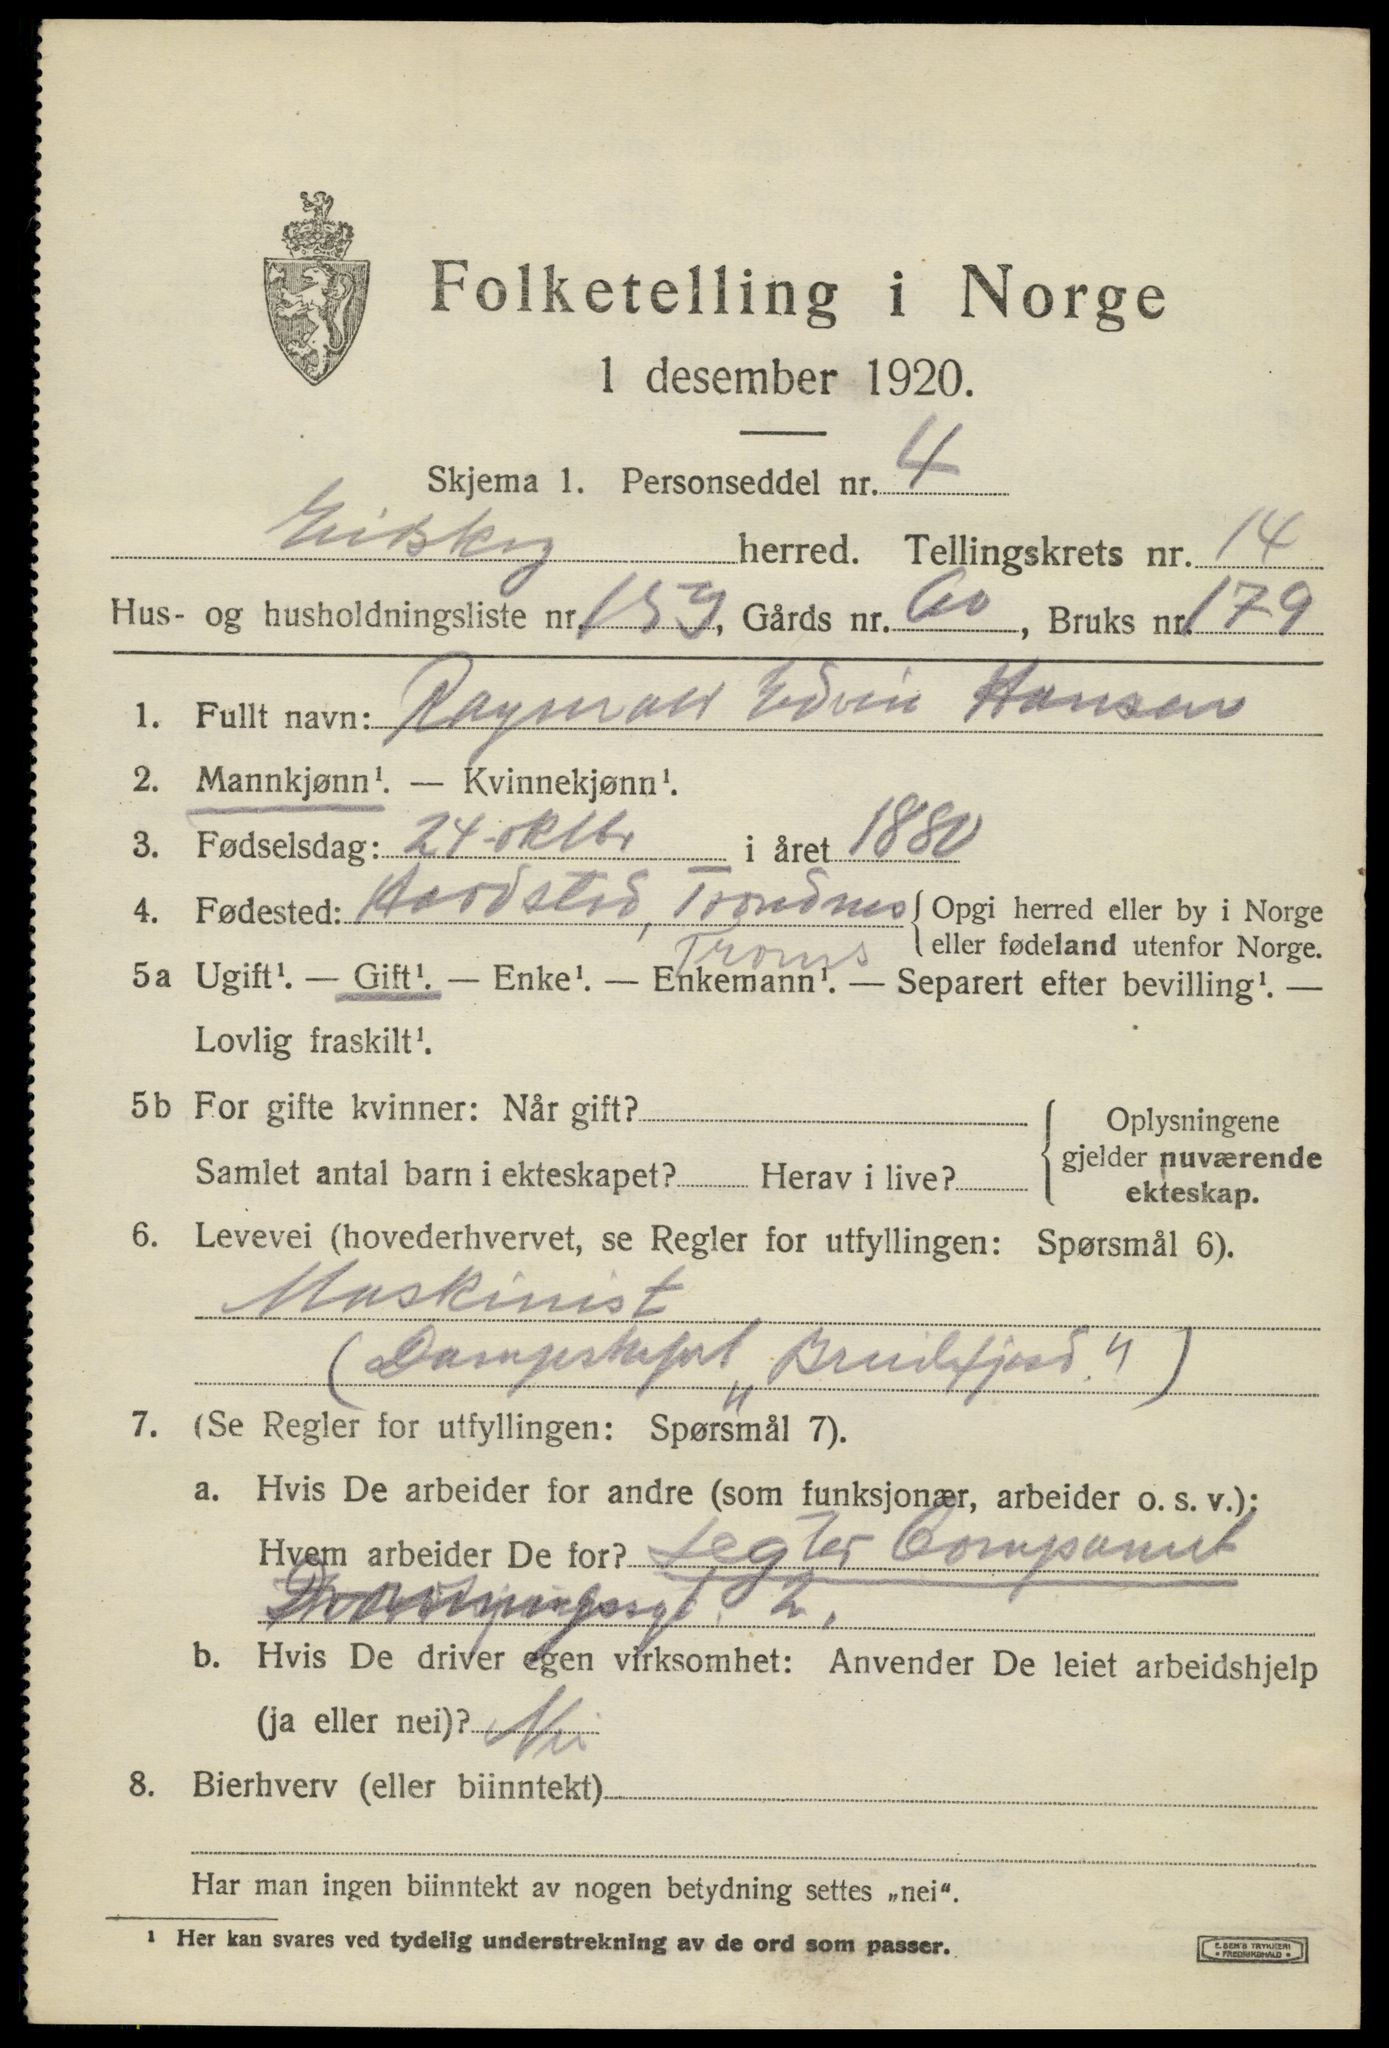 Folketelling i Norge
1 desember 1920.
Skjema 1. Personseddel nr. 4
Eidskog herred. Tellingskrets nr. 14
Hus- og husholdningsliste nr. 153, Gårds nr. 60, Bruks nr. 179
1. Fullt navn: Ragnvald Edvin Hansen
2. Mannkjønn¹. — Kvinnekjønn¹.
3. Fødselsdag: 24-oktbr i året 1880
4. Fødested: Trondnes { Opgi herred eller by i Norge
Troms eller fødeland utenfor Norge.
5a Ugift¹. — Gift¹. — Enke¹. — Enkemann¹. — Separert efter bevilling¹. —
Lovlig fraskilt¹.
5b For gifte kvinner: Når gift? { Oplysningene
gjelder nuværende
Samlet antal barn i ekteskapet? Herav i live? ekteskap.
6. Levevei (hovederhvervet, se Regler for utfyllingen: Spørsmål 6).
Maskinist
(
7. (Se Regler for utfyllingen: Spørsmål 7).
a. Hvis De arbeider for andre (som funksjonær, arbeider o. s. v.):
Hvem arbeider De for? Companiet
2.
b. Hvis De driver egen virksomhet: Anvender De leiet arbeidshjelp
(ja eller nei)? Nei
8. Bierhverv (eller biinntekt)
Har man ingen biinntekt av nogen betydning settes „nei“.
¹ Her kan svares ved tydelig understrekning av de ord som passer.
E. SEM'S TRYKKERI
• FREDRIKSHALD •